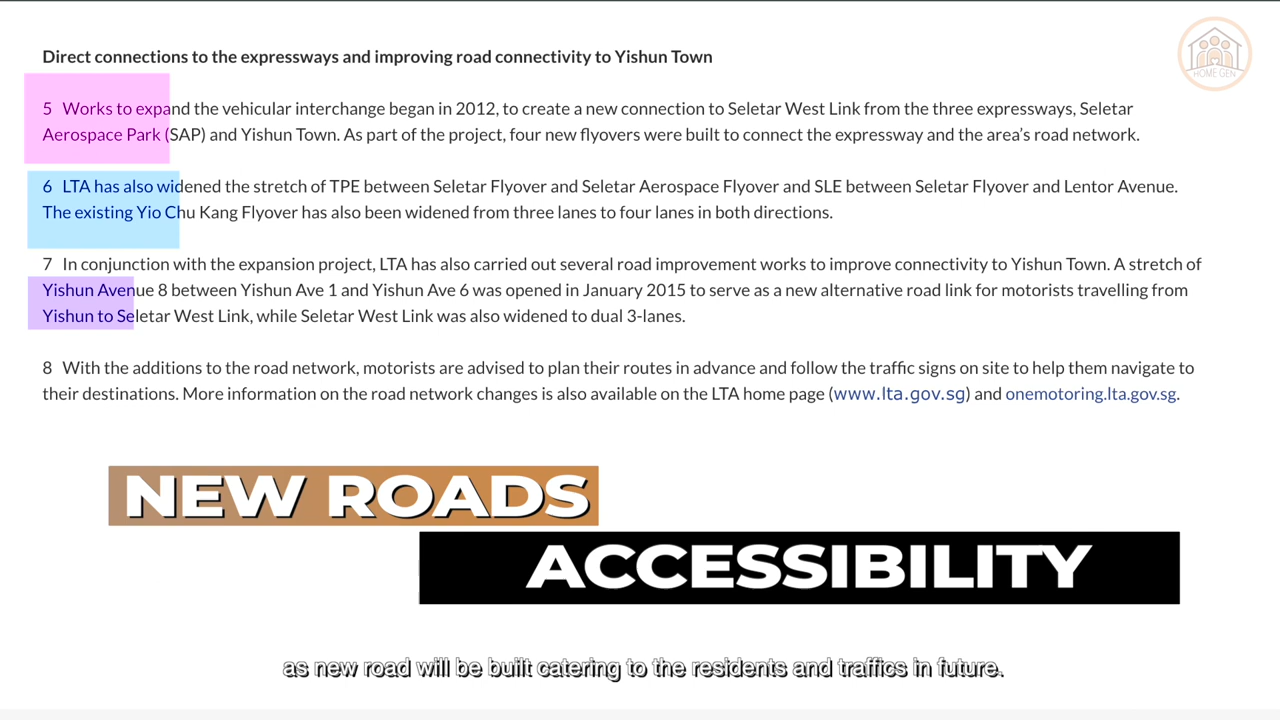 HOME GEN
Direct connections to the expressways and improving road connectivity to Yishun Town
5 Works to expand the vehicular interchange began in 2012, to create a new connection to Seletar West Link from the three expressways, Seletar
Aerospace Park (SAP) and Yishun Town. As part of the project, four new flyovers were built to connect the expressway and the area’s road network.
6 LTA has also widened the stretch of TPE between Seletar Flyover and Seletar Aerospace Flyover and SLE between Seletar Flyover and Lentor Avenue.
The existing Yio Chu Kang Flyover has also been widened from three lanes to four lanes in both directions.
7 In conjunction with the expansion project, LTA has also carried out several road improvement works to improve connectivity to Yishun Town. A stretch of
Yishun Avenue 8 between Yishun Ave 1 and Yishun Ave 6 was opened in January 2015 to serve as a new alternative road link for motorists travelling from
Yishun to Seletar West Link, while Seletar West Link was also widened to dual 3-lanes.
8 With the additions to the road network, motorists are advised to plan their routes in advance and follow the traffic signs on site to help them navigate to
their destinations. More information on the road network changes is also available on the LTA home page (www.lta.gov.sg) and onemotoring.lta.gov.sg.
NEW ROADS
ACCESSIBILITY
as new road will be built catering to the residents and traffics in future.